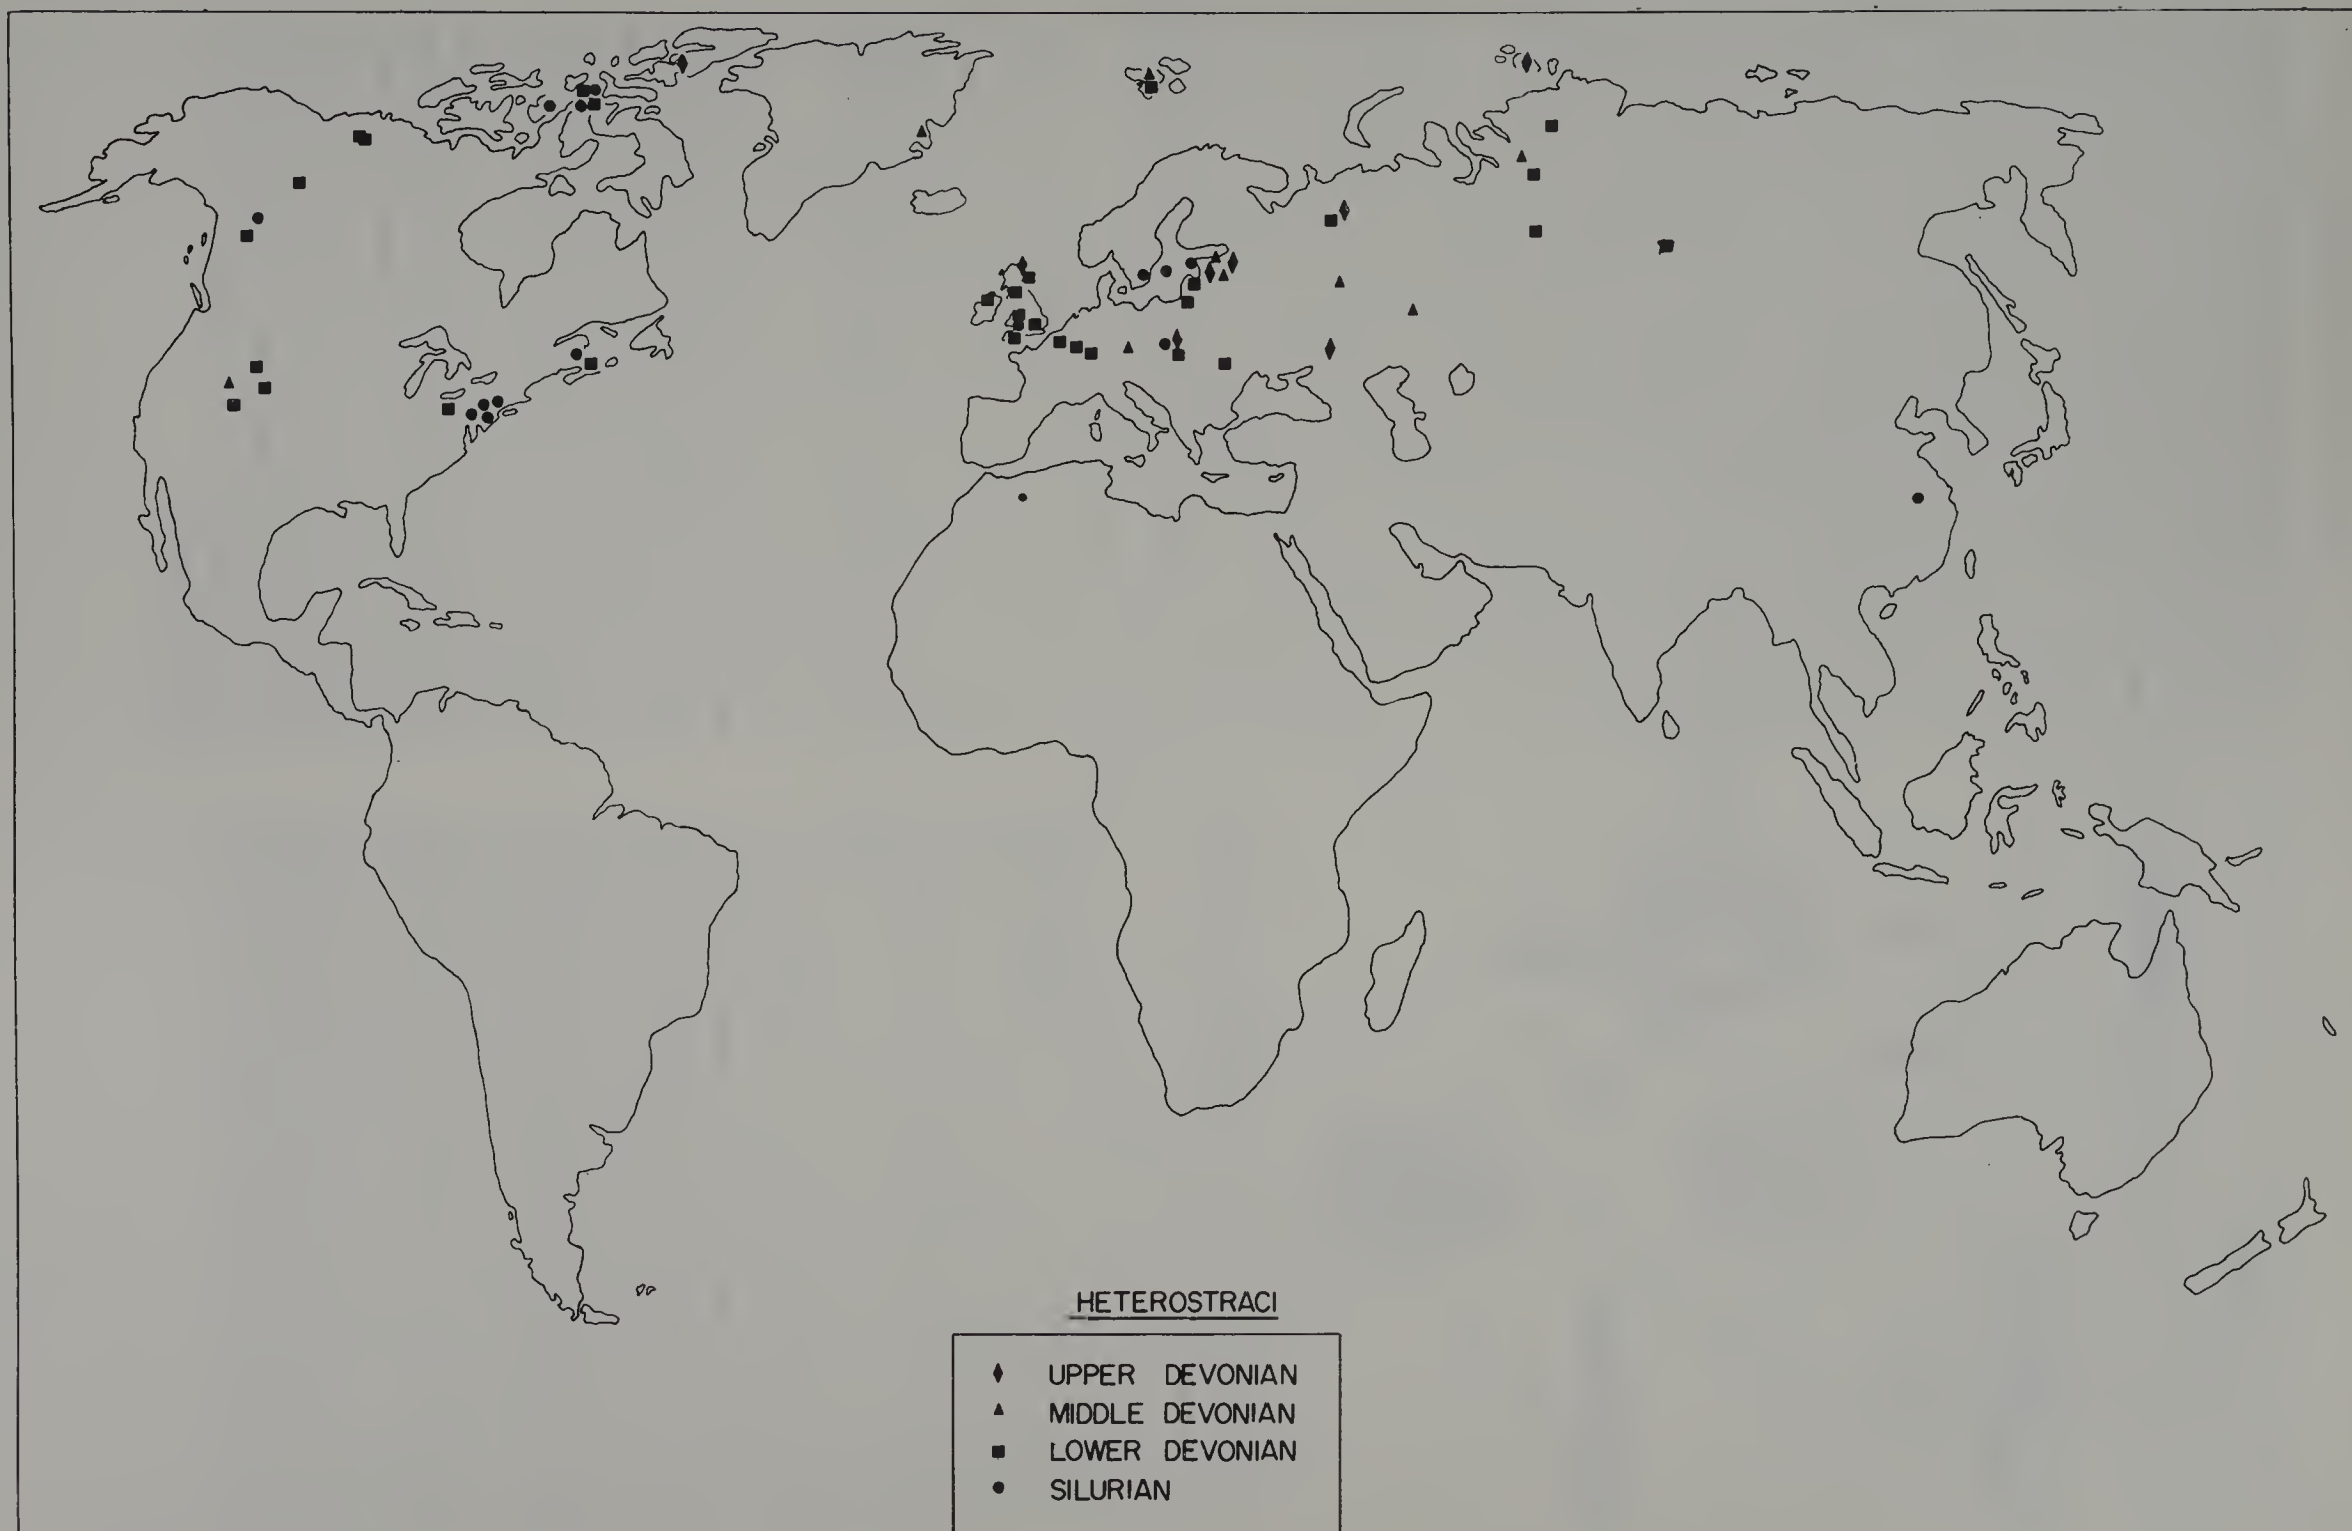 HETEROSTRACI
UPPER DEVONIAN
MIDDLE DEVONIAN
LOWER DEVONIAN
SILURIAN